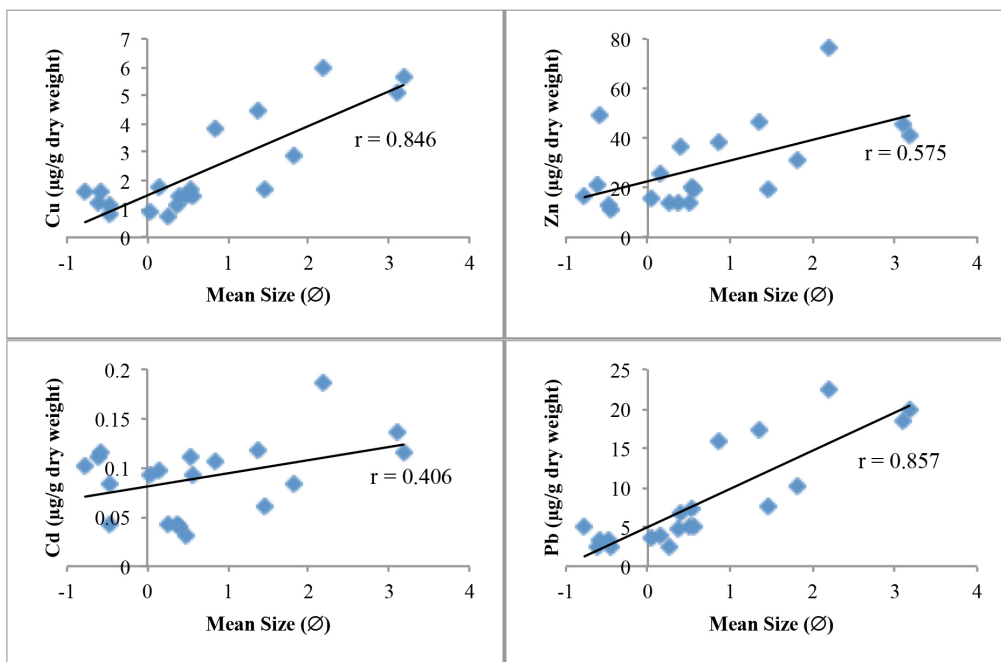 Cu (µg/g dry weight)
7
6
5
4
3
2
1
0
-1 0 1 2 3 4
r = 0.846
Mean Size (∅)
Zn (µg/g dry weight)
80
60
40
20
0
-1 0 1 2 3 4
r = 0.575
Mean Size (∅)
Cd (µg/g dry weight)
0.2
0.15
0.1
0.05
0
-1 0 1 2 3 4
r = 0.406
Mean Size (∅)
Pb (µg/g dry weight)
25
20
15
10
5
0
-1 0 1 2 3 4
r = 0.857
Mean Size (∅)